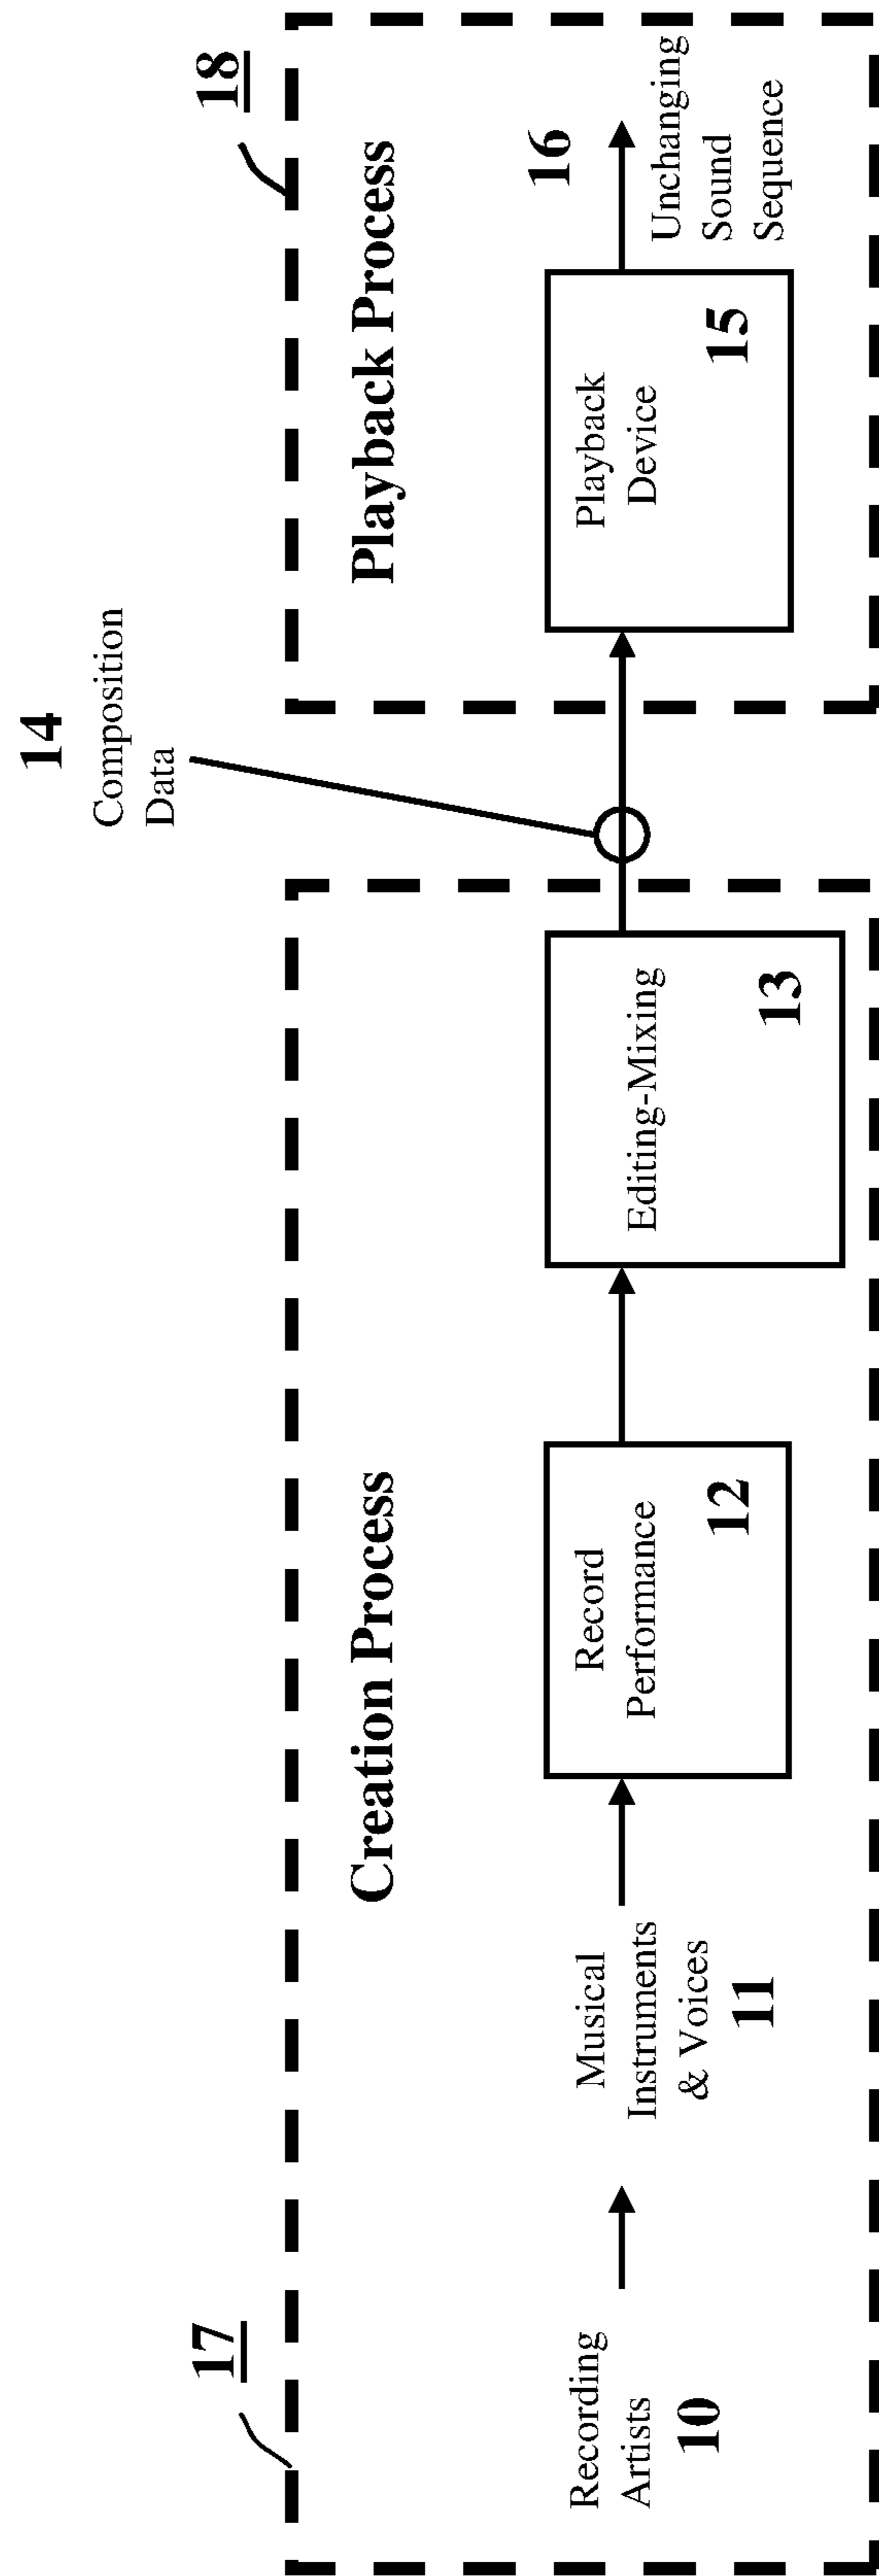 14
Composition
Data
17
18
Creation Process
Playback Process
Recording
Artists
10
Musical
Instruments
& Voices
11
Record
Performance
12
Editing-Mixing
13
Playback
Device
15
16
Unchanging
Sound
Sequence